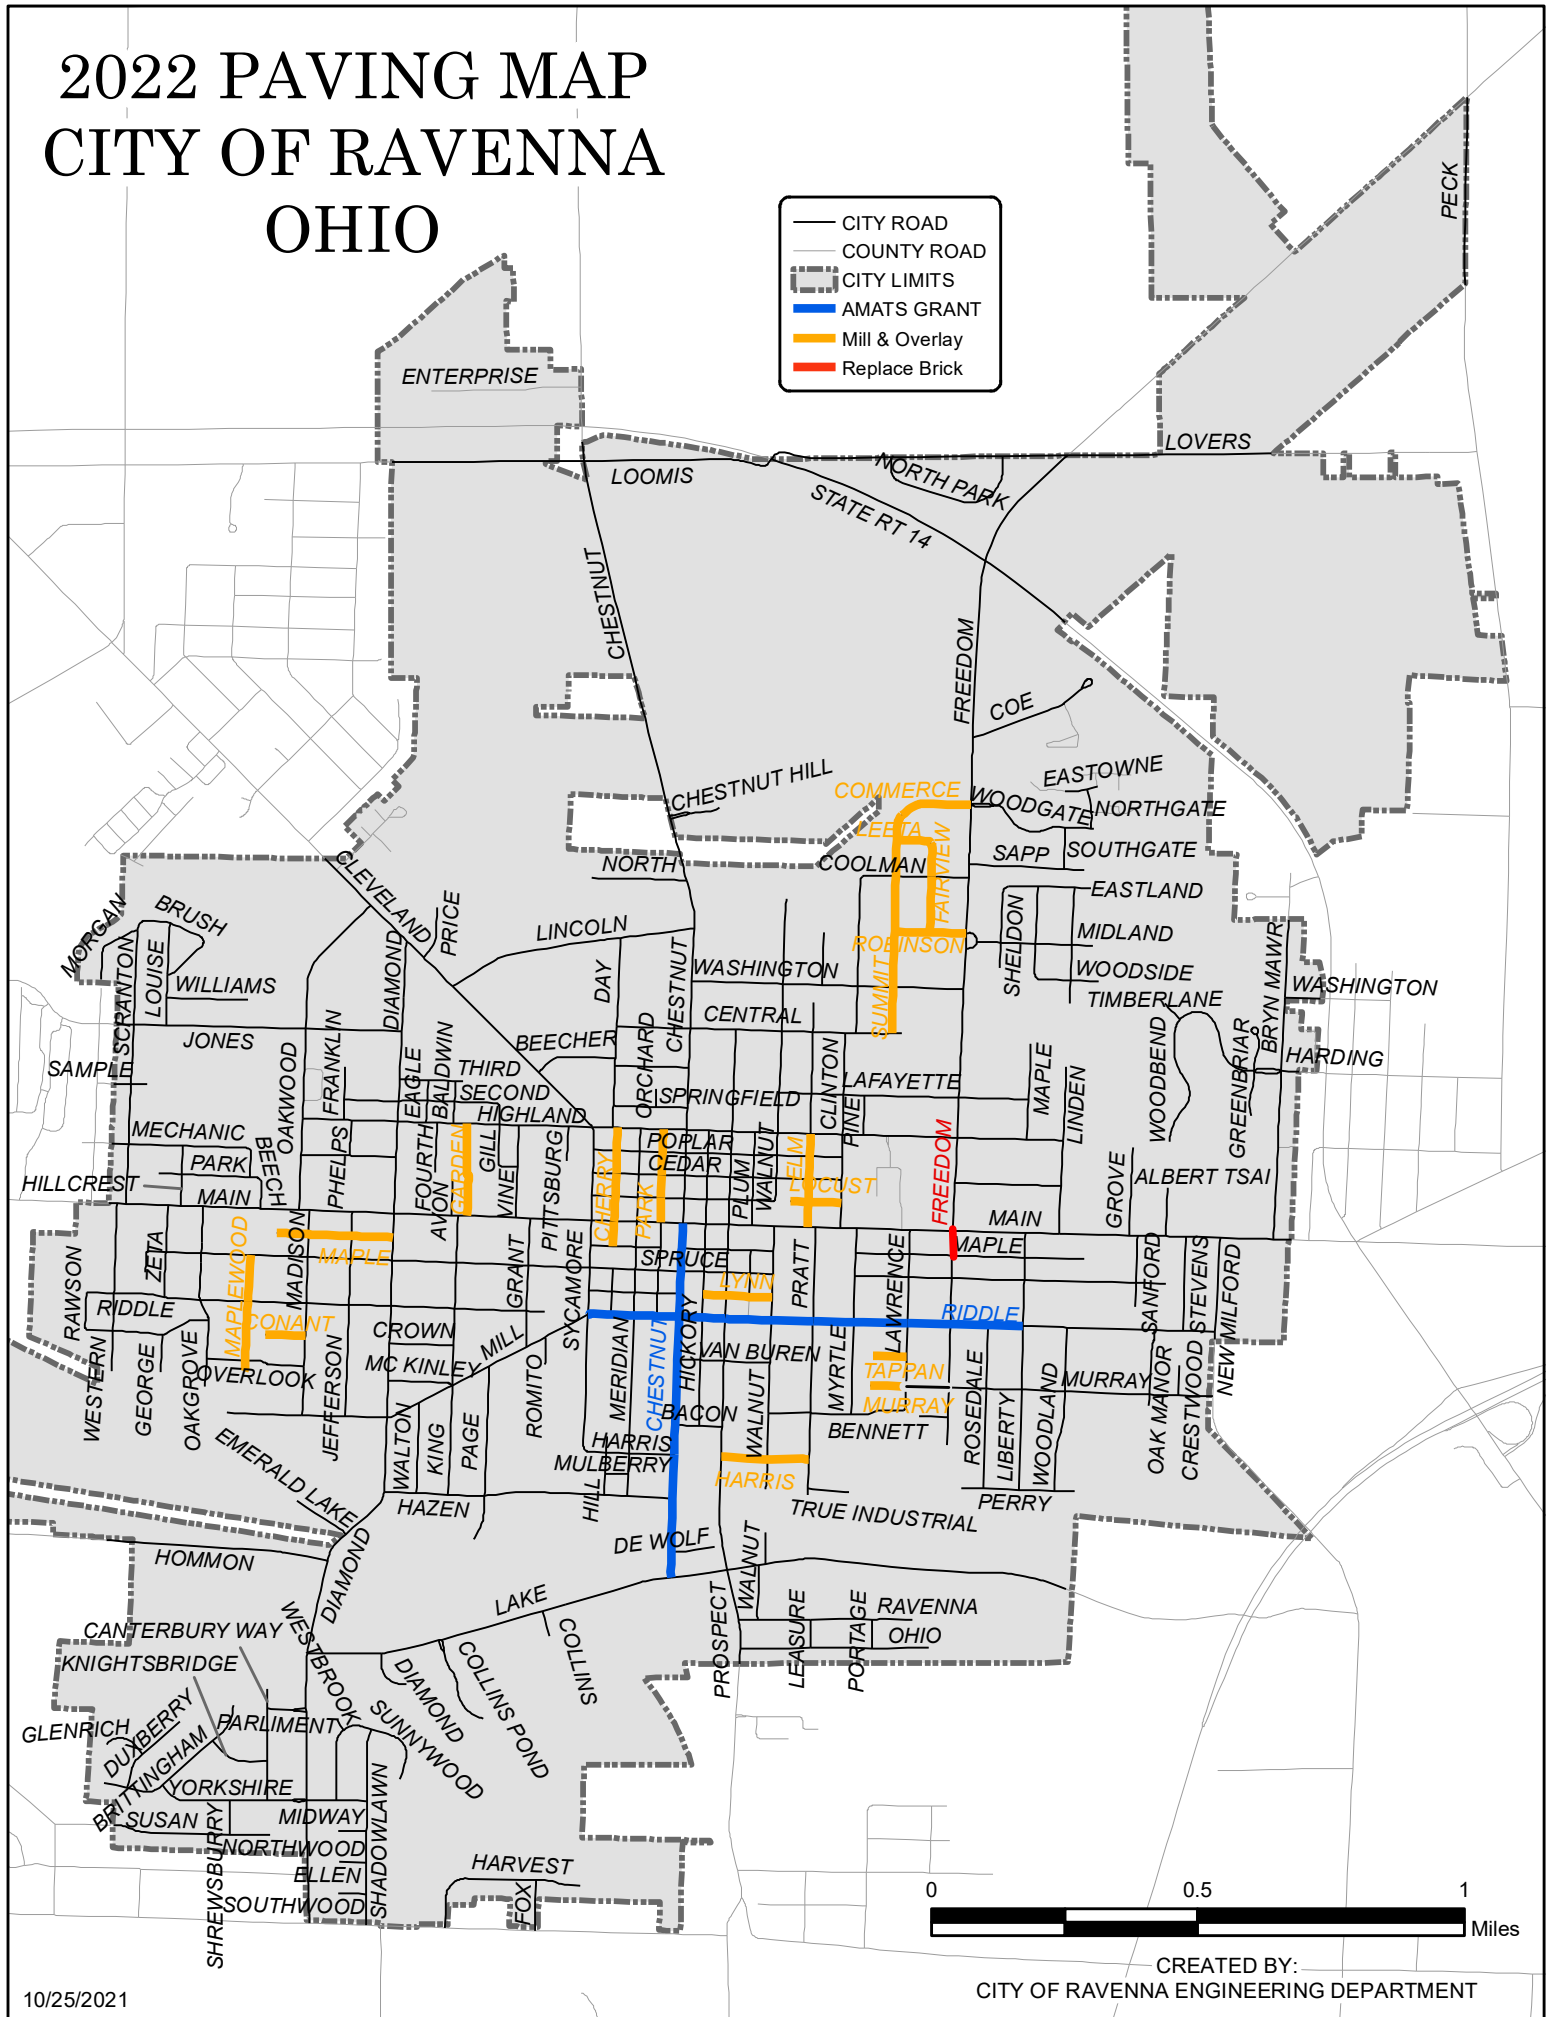 2022 PAVING MAP
CITY OF RAVENNA
OHIO
CITY ROAD
COUNTY ROAD
CITY LIMITS
AMATS GRANT
Mill & Overlay
Replace Brick
PECK
ENTERPRISE
LOVERS
LOOMIS
NORTH PARK
STATE RT 14
CHESTNUT
FREEDOM
COE
CHESTNUT HILL
EASTOWNE
COMMERCE
WOODGATE
NORTHGATE
LEETA
FAIRVIEW
SAPP
SOUTHGATE
NORTH
COOLMAN
CLEVELAND
EASTLAND
PRICE
MORGAN
BRUSH
LINCOLN
SHELDON
MIDLAND
BRYN MAWR
SCRANTON
LOUISE
DIAMOND
DAY
CHESTNUT
WASHINGTON
ROBINSON
SUMMIT
WOODSIDE
WILLIAMS
WASHINGTON
TIMBERLANE
CENTRAL
JONES
FRANKLIN
BEECHER
ORCHARD
OAKWOOD
EAGLE
BALDWIN
THIRD
SECOND
CLINTON
MAPLE
LINDEN
WOODBEND
GREENBRIAR
HARDING
SAMPLE
LAFAYETTE
SPRINGFIELD
PINE
HIGHLAND
MECHANIC
BEECH
PHELPS
FOURTH
GARDEN
GILL
PITTSBURG
POPLAR
CEDAR
WALNUT
ELM
FREEDOM
PARK
HILLCREST
MAIN
AVON
VINE
CHERRY
PARK
PLUM
LOCUST
GROVE
ALBERT TSAI
MAIN
RAWSON
ZETA
MAPLEWOOD
MADISON
MAPLE
GRANT
SYCAMORE
SPRUCE
PRATT
LAWRENCE
MAPLE
SANFORD
STEVENS
NEW MILFORD
LYNN
RIDDLE
CONANT
HICKORY
RIDDLE
CROWN
MILL
MERIDIAN
CHESTNUT
VAN BUREN
MYRTLE
WESTERN
GEORGE
OAKGROVE
OVERLOOK
JEFFERSON
MC KINLEY
ROMITO
TAPPAN
MURRAY
ROSEDALE
LIBERTY
WOODLAND
MURRAY
OAK MANOR
CRESTWOOD
WALTON
KING
PAGE
BACON
WALNUT
BENNETT
HARRIS
MULBERRY
EMERALD LAKE
HILL
HARRIS
HAZEN
PERRY
TRUE INDUSTRIAL
DE WOLF
HOMMON
DIAMOND
WALNUT
LAKE
PROSPECT
LEASURE
PORTAGE
RAVENNA
OHIO
CANTERBURY WAY
WESTBROOK
COLLINS
KNIGHTSBRIDGE
DIAMOND
COLLINS POND
GLENRICH
DUXBERRY
PARLIMENT
SUNNYWOOD
BRITTINGHAM
YORKSHIRE
SUSAN
SHREWSBURRY
MIDWAY
SHADOWLAWN
NORTHWOOD
ELLEN
SOUTHWOOD
HARVEST
FOX
0 0.5 1
Miles
CREATED BY:
CITY OF RAVENNA ENGINEERING DEPARTMENT
10/25/2021